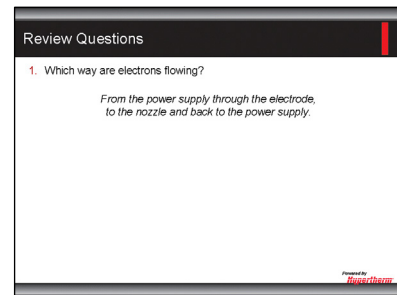 Review Questions
1. Which way are electrons flowing?
From the power supply through the electrode,
to the nozzle and back to the power supply.
Powered By
Hypertherm